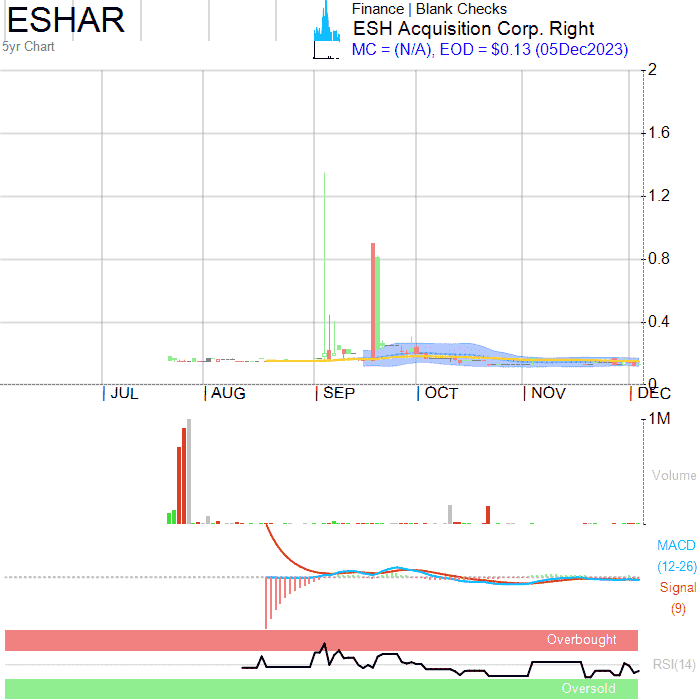 ESHAR
5yr Chart
Finance | Blank Checks
ESH Acquisition Corp. Right
MC = (N/A), EOD = $0.13 (05Dec2023)
2
1.6
1.2
0.8
0.4
0
JUL AUG SEP OCT NOV DEC
1M
Volume
MACD
(12-26)
Signal
(9)
Overbought
RSI(14)
Oversold